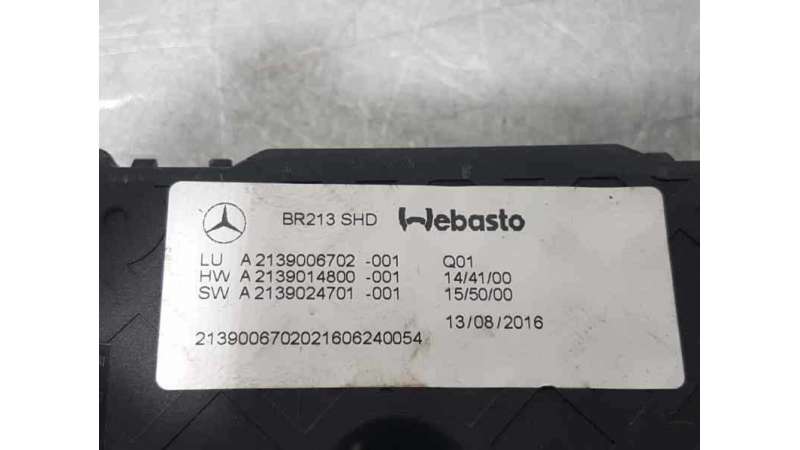 BR213 SHD Webasto
LU A 2139006702 -001 Q01
HW A 2139014800 -001 14/41/00
SW A 2139024701 -001 15/50/00
13/08/2016
2139006702021606240054